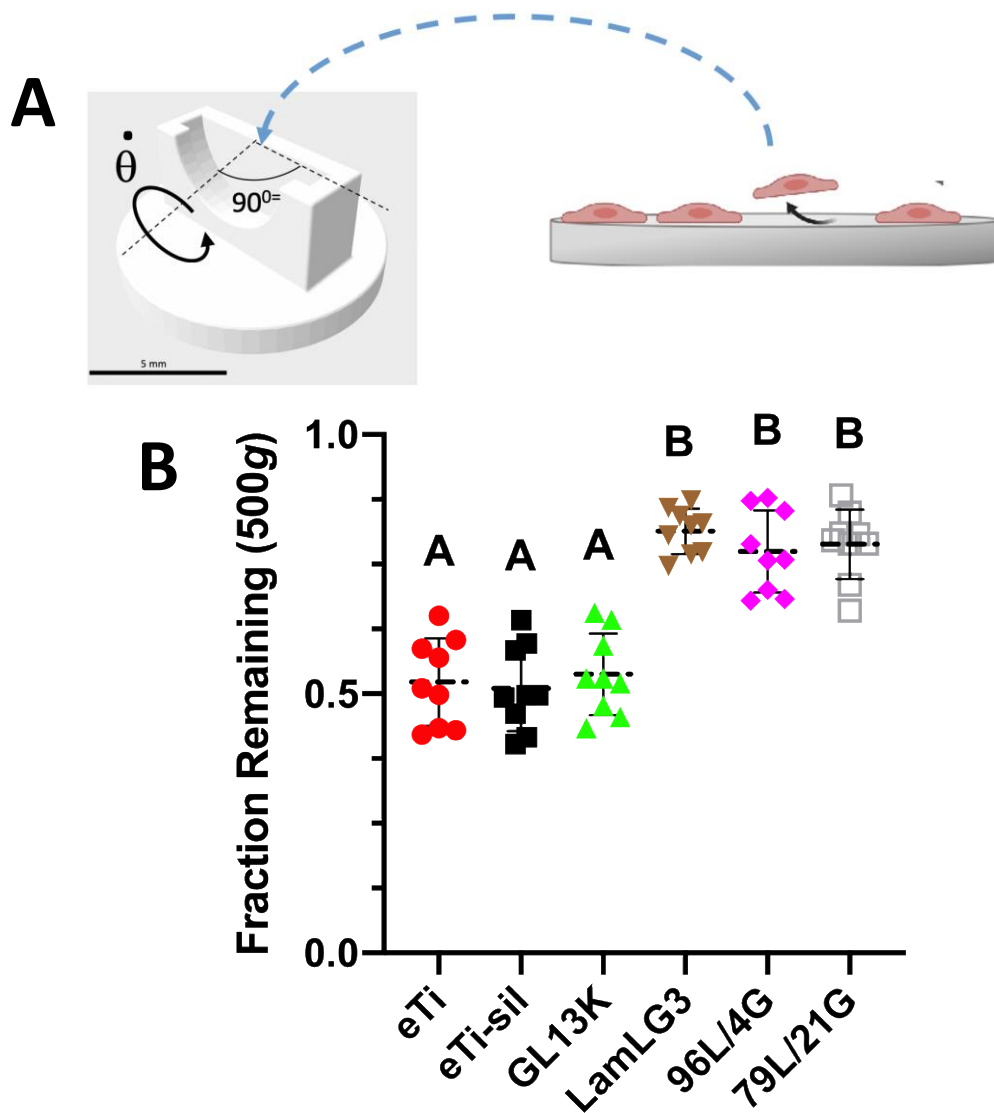 A
θ̇
90⁰⁼
5 mm
B
Fraction Remaining (500g)
1.0
0.5
0.0
A
A
A
B
B
B
eTi
eTi-sil
GL13K
LamLG3
96L/4G
79L/21G